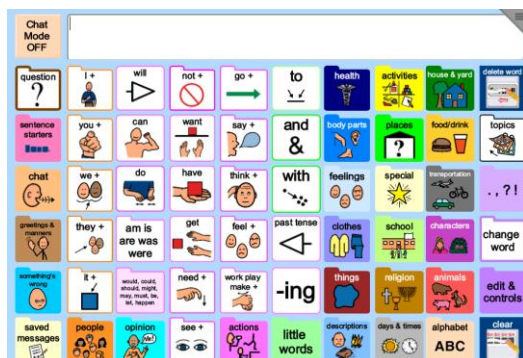 Chat
Mode
OFF
question
?
I +
will
not +
go +
to
health
activities
house & yard
delete word
sentence
starters
you +
can
want
say +
and
&
body parts
places
?
food/drink
topics
chat
we +
do
have
think +
with
feelings
special
transportation
. , ? !
greetings &
manners
they +
am is
are was
were
get
feel +
past tense
clothes
school
characters
change
word
something's
wrong
it +
would, could,
should, might,
may, must, be,
let, happen
need +
work play
make +
-ing
things
religion
animals
edit &
controls
saved
messages
people
opinion
see +
actions
little
words
descriptions
days & times
alphabet
ABC
clear